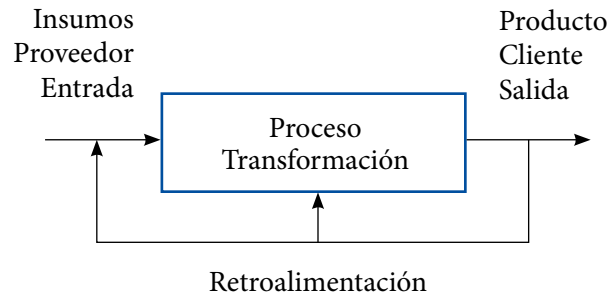 Insumos
Proveedor
Entrada
Producto
Cliente
Salida
Proceso
Transformación
Retroalimentación